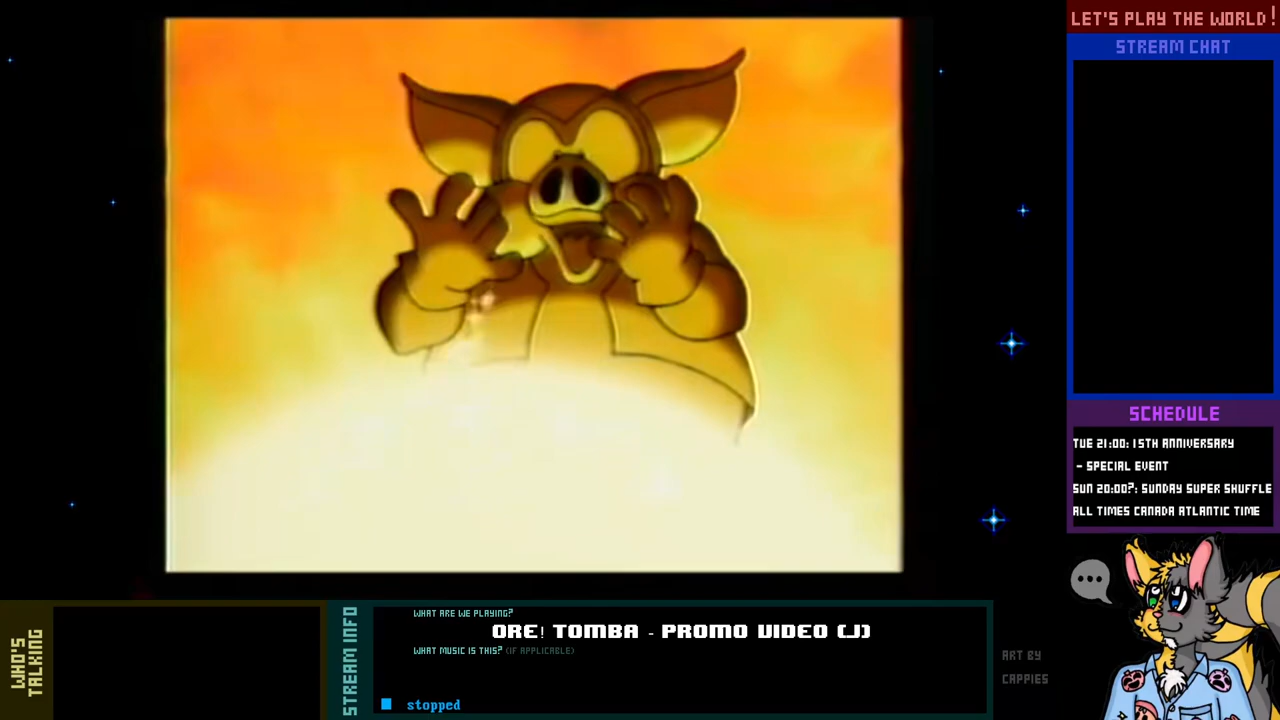 LET'S PLAY THE WORLD!
STREAM CHAT
SCHEDULE
TUE 21:00: 15TH ANNIVERSARY
- SPECIAL EVENT
SUN 20:00?: SUNDAY SUPER SHUFFLE
ALL TIMES CANADA ATLANTIC TIME
WHO'S
TALKING
STREAM INFO
WHAT ARE WE PLAYING?
ORE! TOMBA - PROMO VIDEO (J)
WHAT MUSIC IS THIS? (IF APPLICABLE)
stopped
ART BY
CAPPIES
...